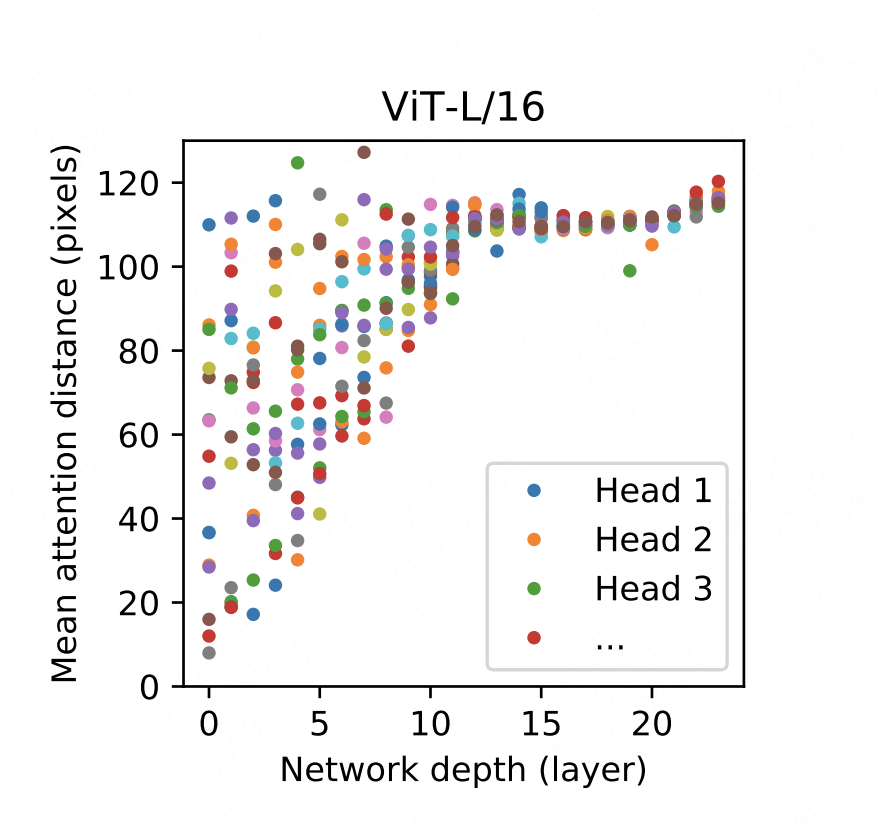 ViT-L/16
Mean attention distance (pixels)
120
100
80
60
40
20
0
0 5 10 15 20
Network depth (layer)
Head 1
Head 2
Head 3
...